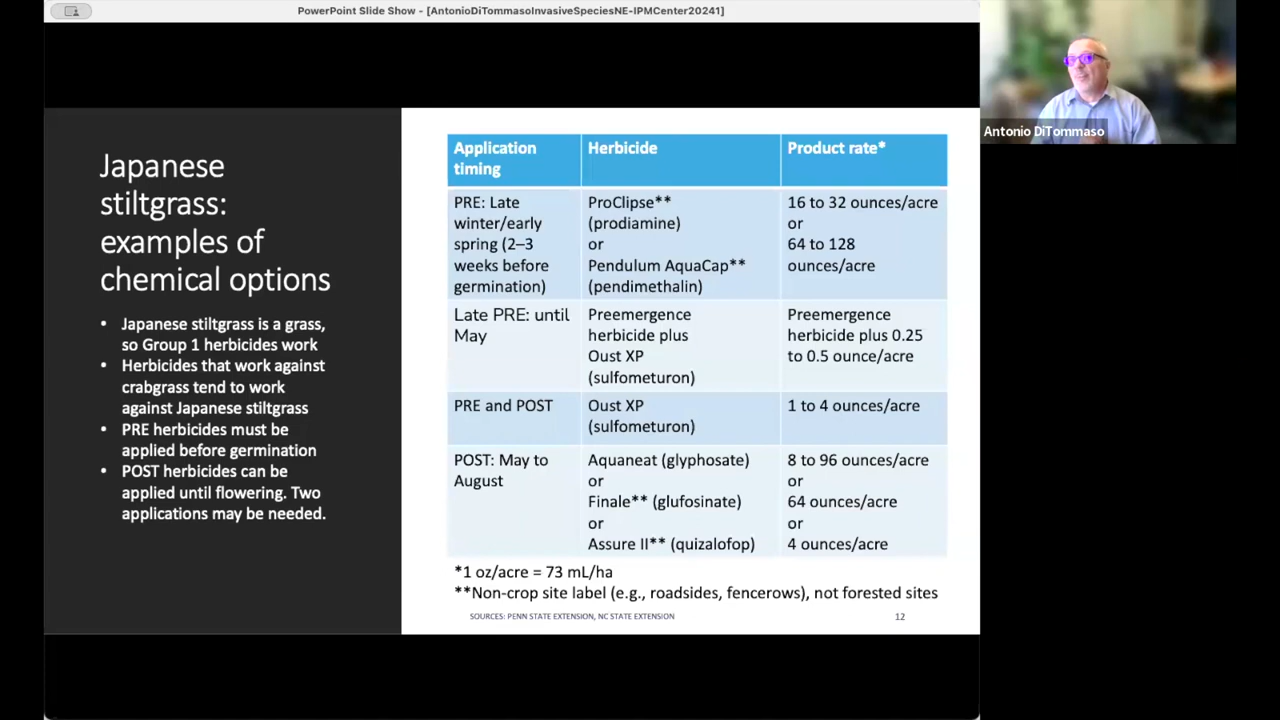 PowerPoint Slide Show - [AntonioDiTommasoInvasiveSpeciesNE-IPMCenter20241]
Antonio DiTommaso
Japanese
stiltgrass:
examples of
chemical options
• Japanese stiltgrass is a grass,
so Group 1 herbicides work
• Herbicides that work against
crabgrass tend to work
against Japanese stiltgrass
• PRE herbicides must be
applied before germination
• POST herbicides can be
applied until flowering. Two
applications may be needed.
Application
timing
Herbicide
Product rate*
PRE: Late
winter/early
spring (2–3
weeks before
germination)
ProClipse**
(prodiamine)
or
Pendulum AquaCap**
(pendimethalin)
16 to 32 ounces/acre
or
64 to 128
ounces/acre
Late PRE: until
May
Preemergence
herbicide plus
Oust XP
(sulfometuron)
Preemergence
herbicide plus 0.25
to 0.5 ounce/acre
PRE and POST
Oust XP
(sulfometuron)
1 to 4 ounces/acre
POST: May to
August
Aquaneat (glyphosate)
or
Finale** (glufosinate)
or
Assure II** (quizalofop)
8 to 96 ounces/acre
or
64 ounces/acre
or
4 ounces/acre
*1 oz/acre = 73 mL/ha
**Non-crop site label (e.g., roadsides, fencerows), not forested sites
SOURCES: PENN STATE EXTENSION, NC STATE EXTENSION
12